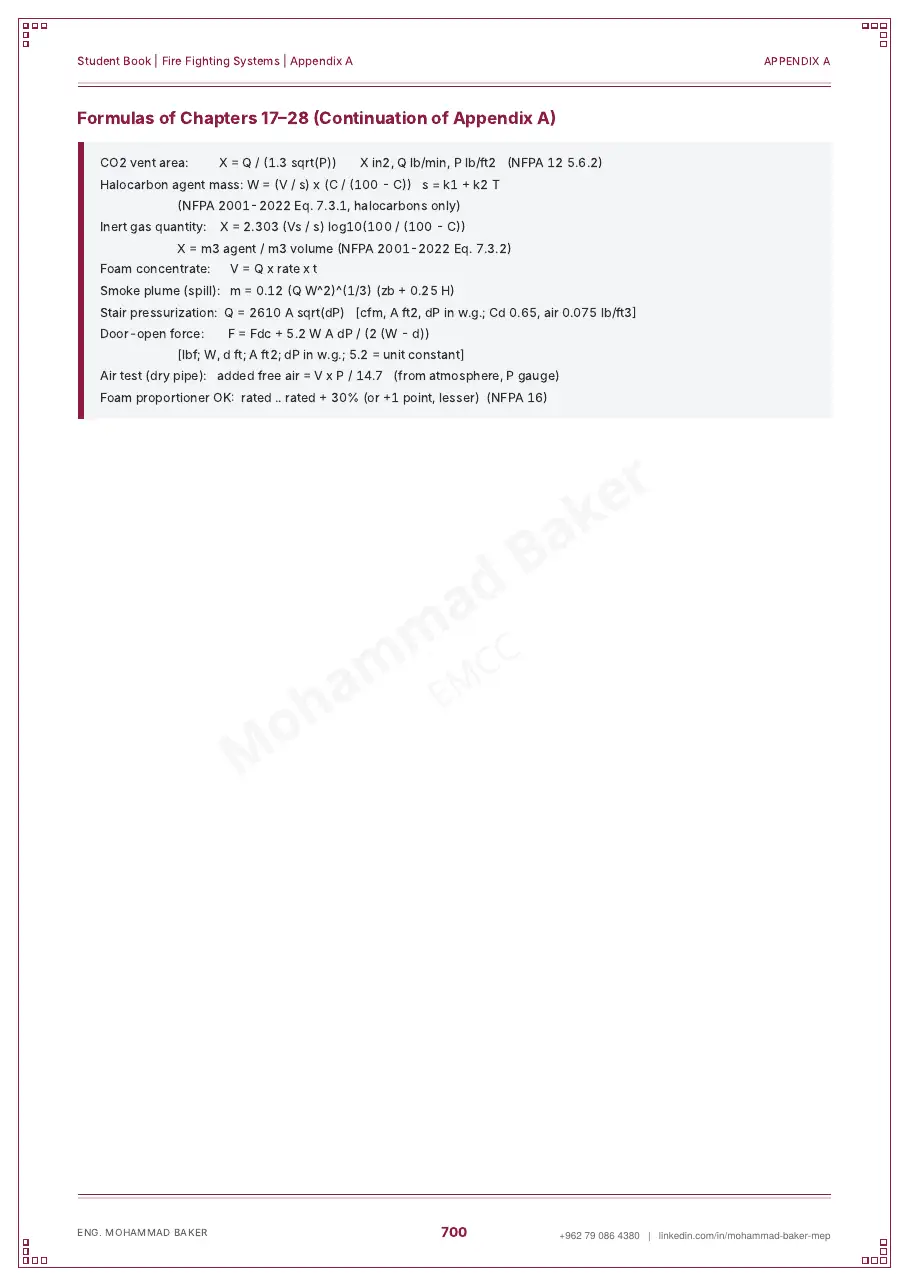 Student Book | Fire Fighting Systems | Appendix A
APPENDIX A
Formulas of Chapters 17–28 (Continuation of Appendix A)
CO2 vent area: X = Q / (1.3 sqrt(P)) X in2, Q lb/min, P lb/ft2 (NFPA 12 5.6.2)
Halocarbon agent mass: W = (V / s) x (C / (100 - C)) s = k1 + k2 T
(NFPA 2001-2022 Eq. 7.3.1, halocarbons only)
Inert gas quantity: X = 2.303 (Vs / s) log10(100 / (100 - C))
X = m3 agent / m3 volume (NFPA 2001-2022 Eq. 7.3.2)
Foam concentrate: V = Q x rate x t
Smoke plume (spill): m = 0.12 (Q W^2)^(1/3) (zb + 0.25 H)
Stair pressurization: Q = 2610 A sqrt(dP) [cfm, A ft2, dP in w.g.; Cd 0.65, air 0.075 lb/ft3]
Door-open force: F = Fdc + 5.2 W A dP / (2 (W - d))
[lbf; W, d ft; A ft2; dP in w.g.; 5.2 = unit constant]
Air test (dry pipe): added free air = V x P / 14.7 (from atmosphere, P gauge)
Foam proportioner OK: rated .. rated + 30% (or +1 point, lesser) (NFPA 16)
Mohammad Baker
EMCC
ENG. MOHAMMAD BAKER
700
+962 79 086 4380 | linkedin.com/in/mohammad-baker-mep